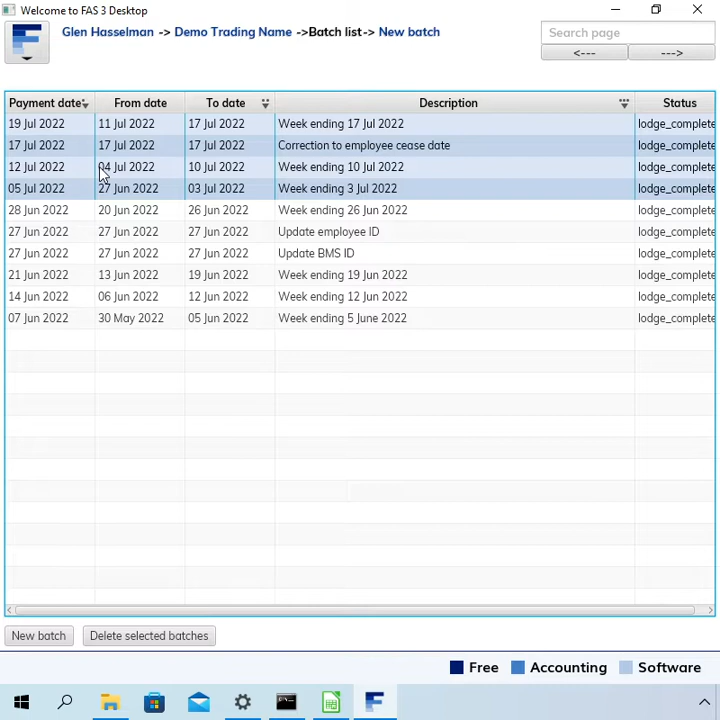 Welcome to FAS 3 Desktop
Glen Hasselman -> Demo Trading Name ->Batch list-> New batch
Search page
<--- --->
Payment date From date To date Description Status
19 Jul 2022 11 Jul 2022 17 Jul 2022 Week ending 17 Jul 2022 lodge_complete
17 Jul 2022 17 Jul 2022 17 Jul 2022 Correction to employee cease date lodge_complete
12 Jul 2022 04 Jul 2022 10 Jul 2022 Week ending 10 Jul 2022 lodge_complete
05 Jul 2022 27 Jun 2022 03 Jul 2022 Week ending 3 Jul 2022 lodge_complete
28 Jun 2022 20 Jun 2022 26 Jun 2022 Week ending 26 Jun 2022 lodge_complete
27 Jun 2022 27 Jun 2022 27 Jun 2022 Update employee ID lodge_complete
27 Jun 2022 27 Jun 2022 27 Jun 2022 Update BMS ID lodge_complete
21 Jun 2022 13 Jun 2022 19 Jun 2022 Week ending 19 Jun 2022 lodge_complete
14 Jun 2022 06 Jun 2022 12 Jun 2022 Week ending 12 Jun 2022 lodge_complete
07 Jun 2022 30 May 2022 05 Jun 2022 Week ending 5 June 2022 lodge_complete
New batch Delete selected batches
Free Accounting Software